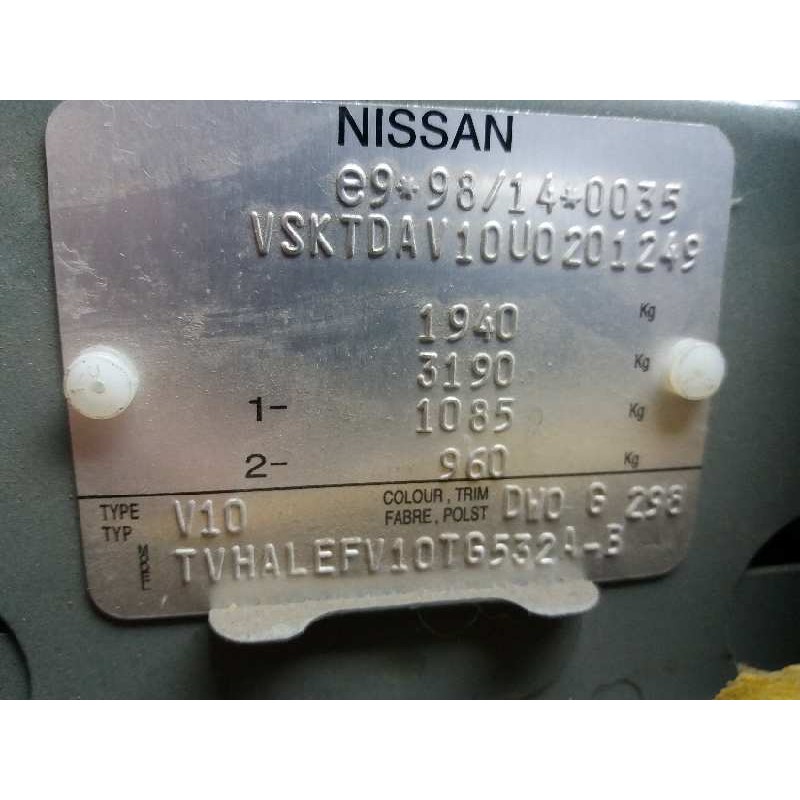 NISSAN
e9*98/14*0035
VSKTDAV10U0201249
1940 Kg
3190 Kg
1- 1085 Kg
2- 960 Kg
TYPE V10 COLOUR, TRIM DW0 G 298
TYP FABRE, POLST
MODEL TVHALEFV10TG532A-B